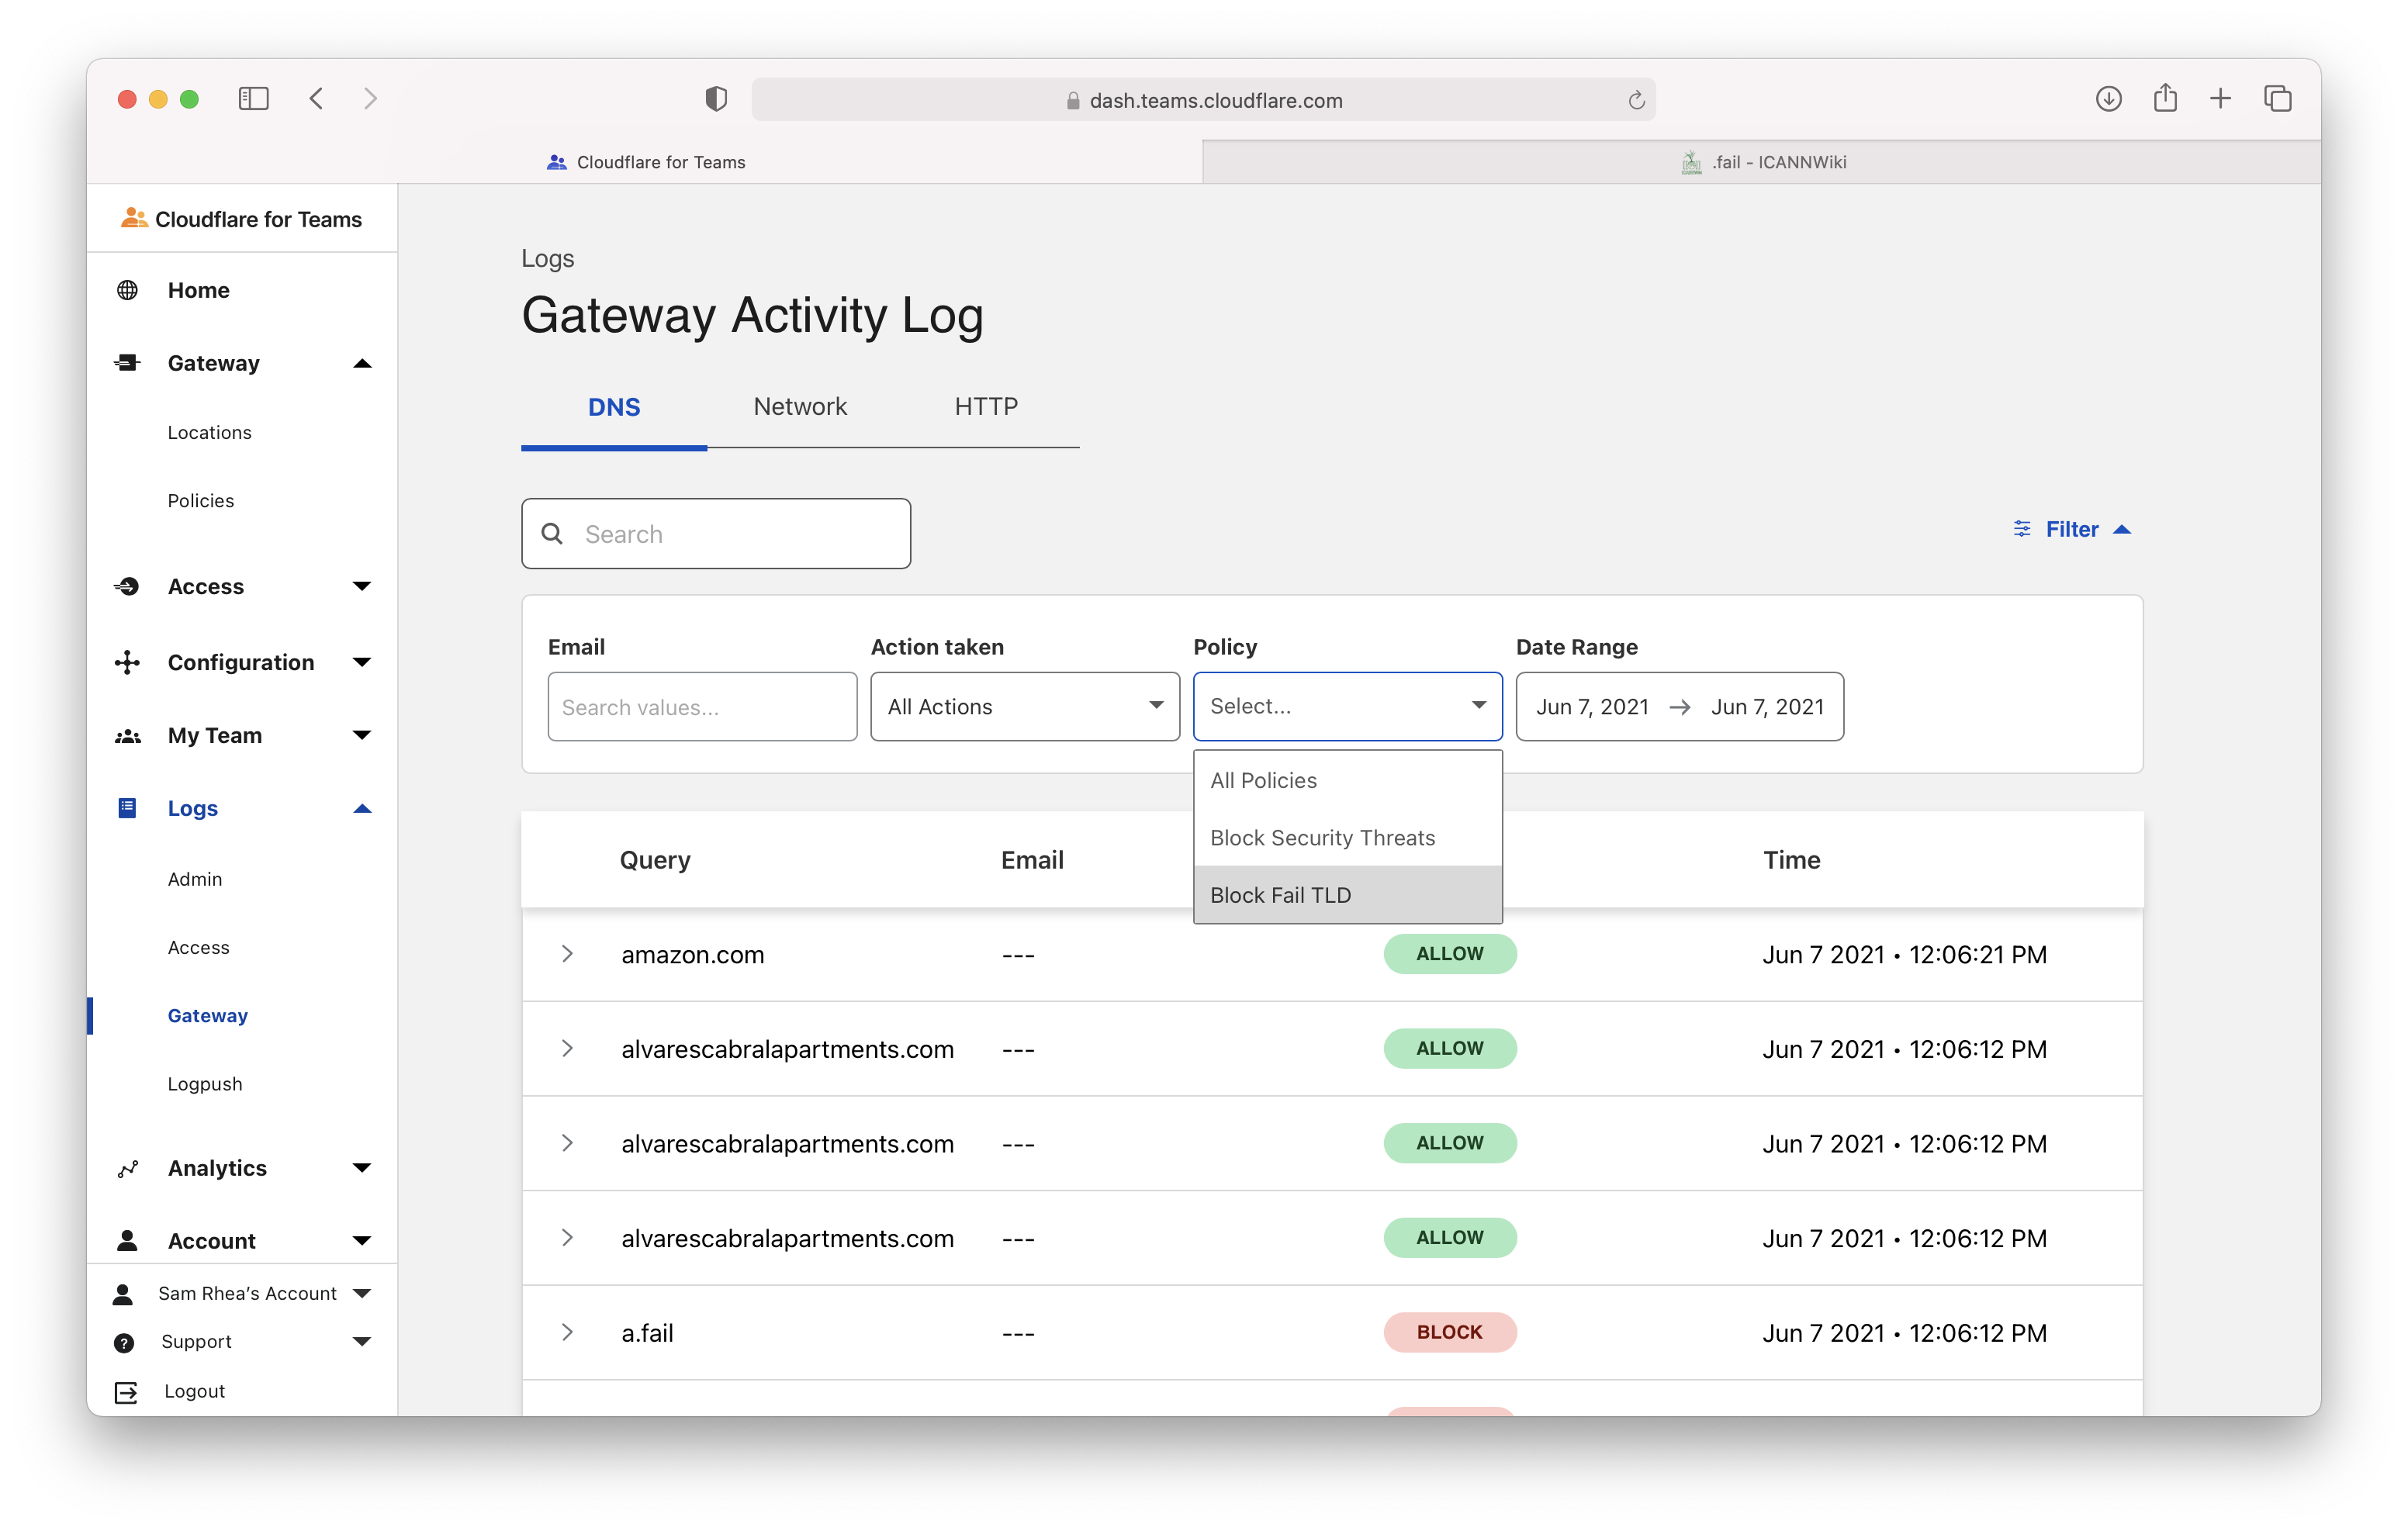 dash.teams.cloudflare.com
Cloudflare for Teams
.fail - ICANNWiki
Cloudflare for Teams
Home
Gateway
Locations
Policies
Access
Configuration
My Team
Logs
Admin
Access
Gateway
Logpush
Analytics
Account
Sam Rhea’s Account
Support
Logout
Logs
Gateway Activity Log
DNS Network HTTP
Search
Filter
Email Action taken Policy Date Range
Search values... All Actions Select... Jun 7, 2021 → Jun 7, 2021
All Policies
Block Security Threats
Block Fail TLD
Query Email Time
amazon.com --- ALLOW Jun 7 2021 • 12:06:21 PM
alvarescabralapartments.com --- ALLOW Jun 7 2021 • 12:06:12 PM
alvarescabralapartments.com --- ALLOW Jun 7 2021 • 12:06:12 PM
alvarescabralapartments.com --- ALLOW Jun 7 2021 • 12:06:12 PM
a.fail --- BLOCK Jun 7 2021 • 12:06:12 PM